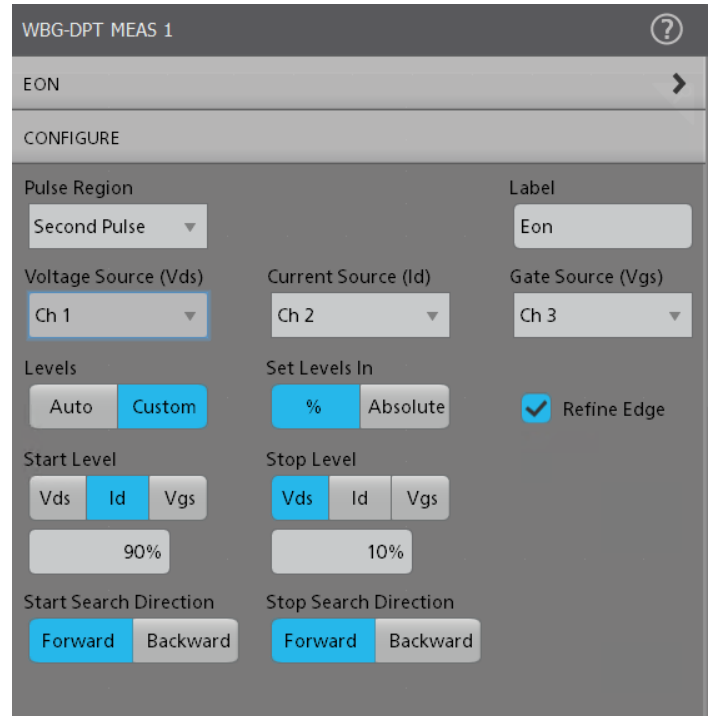 WBG-DPT MEAS 1 ?
EON
CONFIGURE
Pulse Region Label
Second Pulse Eon
Voltage Source (Vds) Current Source (Id) Gate Source (Vgs)
Ch 1 Ch 2 Ch 3
Levels Set Levels In
Auto Custom % Absolute Refine Edge
Start Level Stop Level
Vds Id Vgs Vds Id Vgs
90% 10%
Start Search Direction Stop Search Direction
Forward Backward Forward Backward